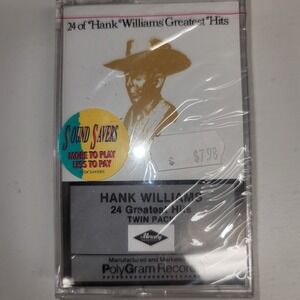 24 of "Hank" Williams' Greatest" Hits
SOUND SAVERS
MORE TO PLAY
LESS TO PAY
$7.98
HANK WILLIAMS
24 Greatest Hits
TWIN PACK
Mercury
Manufactured and Marketed
PolyGram Records